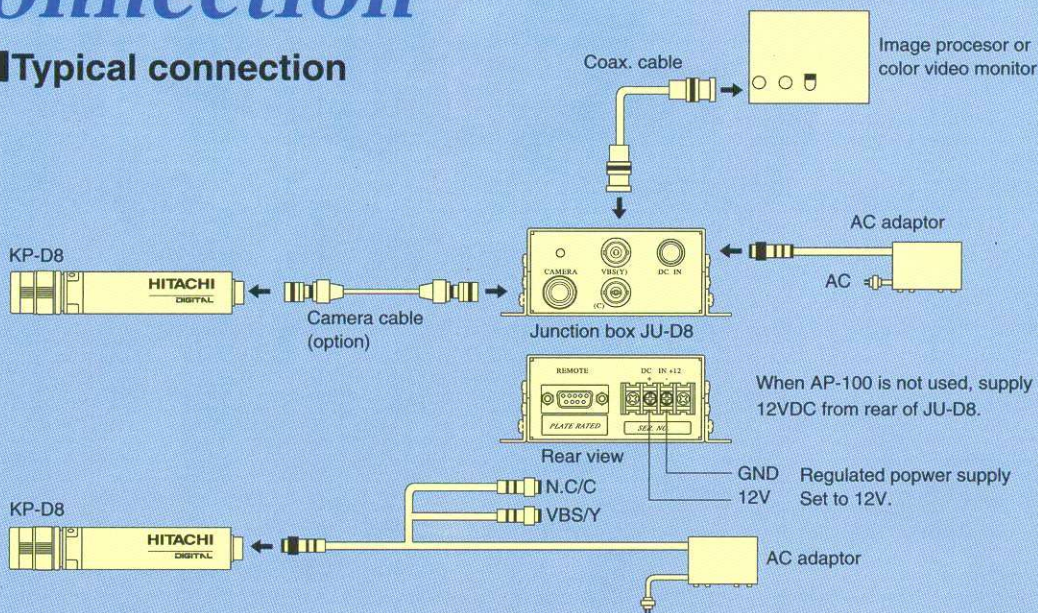 onnection
Typical connection
Coax. cable
Image procesor or
color video monitor
KP-D8
HITACHI
DIGITAL
Camera cable
(option)
CAMERA
VBS(Y)
DC IN
(C)
Junction box JU-D8
AC adaptor
AC
REMOTE
DC IN +12
+ -
PLATE RATED
SER. NO.
Rear view
When AP-100 is not used, supply
12VDC from rear of JU-D8.
GND
12V
Regulated popwer supply
Set to 12V.
N.C/C
VBS/Y
KP-D8
HITACHI
DIGITAL
AC adaptor